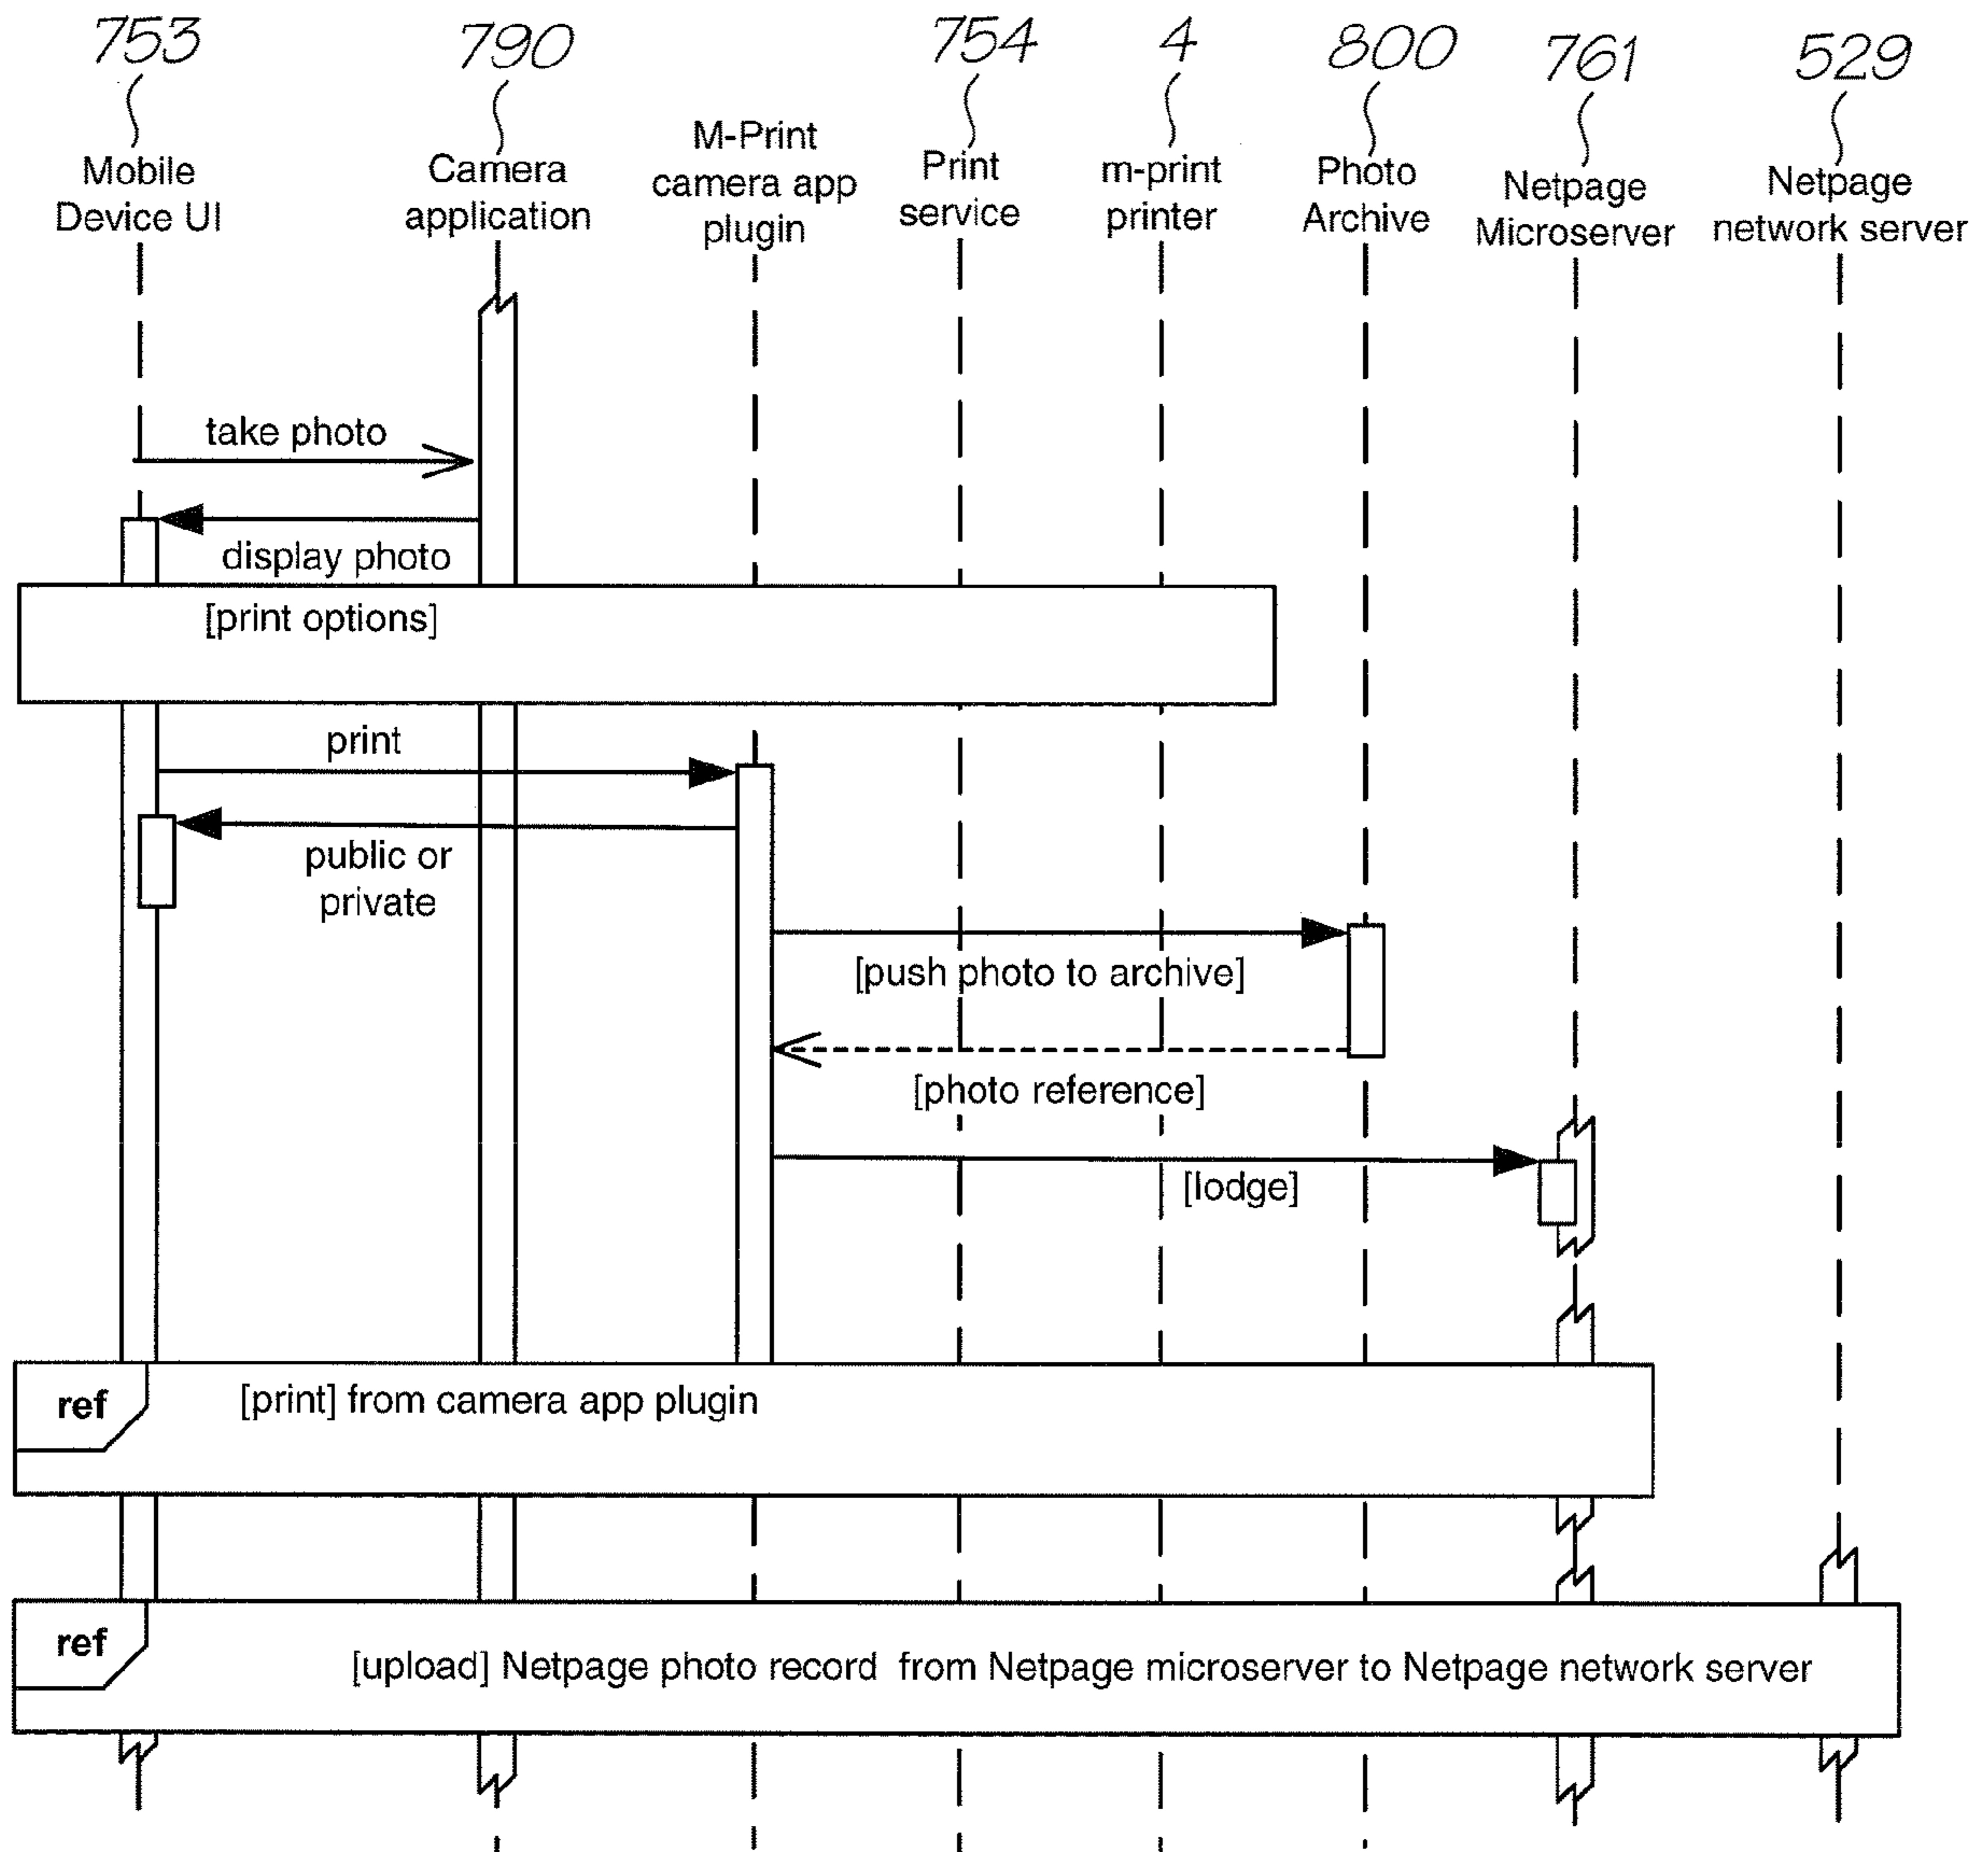 753
790
754
4
800
761
529
Mobile
Device UI
Camera
application
M-Print
camera app
plugin
Print
service
m-print
printer
Photo
Archive
Netpage
Microserver
Netpage
network server
take photo
display photo
[print options]
print
public or
private
[push photo to archive]
[photo reference]
[lodge]
ref
[print] from camera app plugin
ref
[upload] Netpage photo record from Netpage microserver to Netpage network server